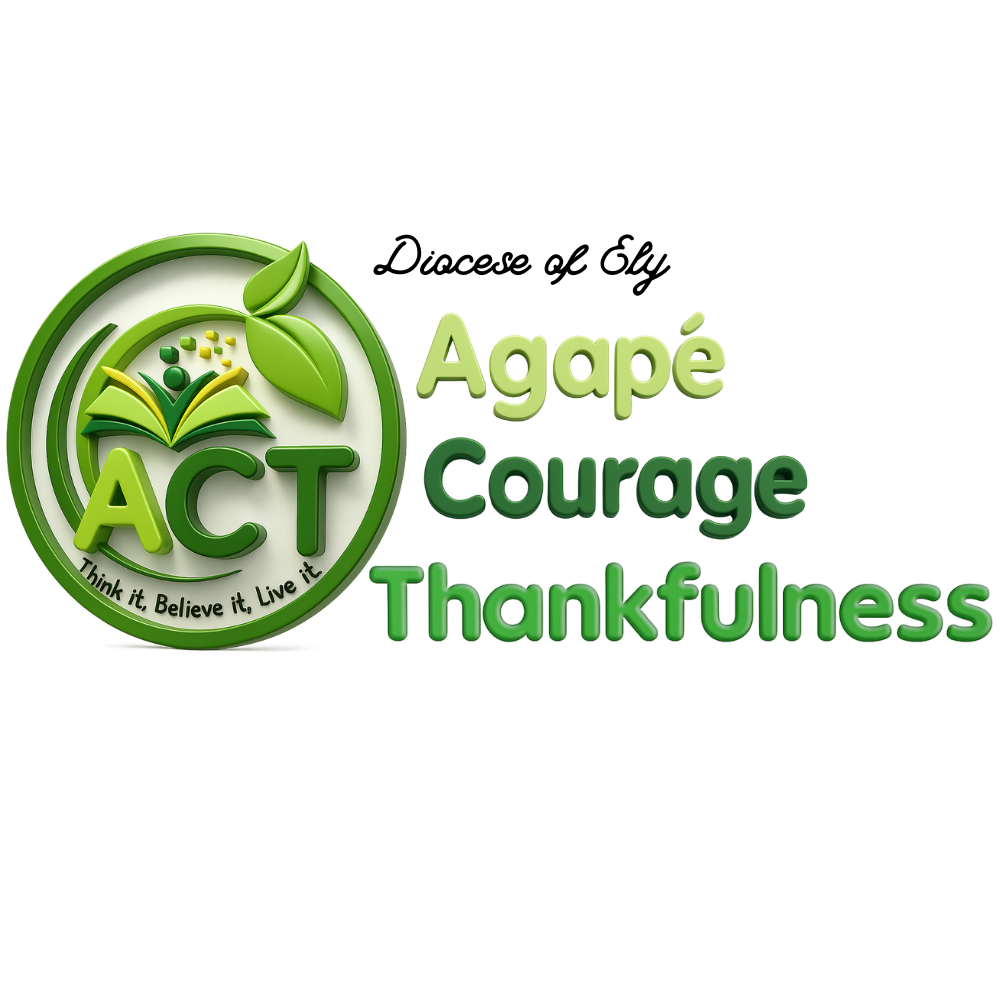 Diocese of Ely
Agapé
Courage
Thankfulness
ACT
Think it, Believe it, Live it